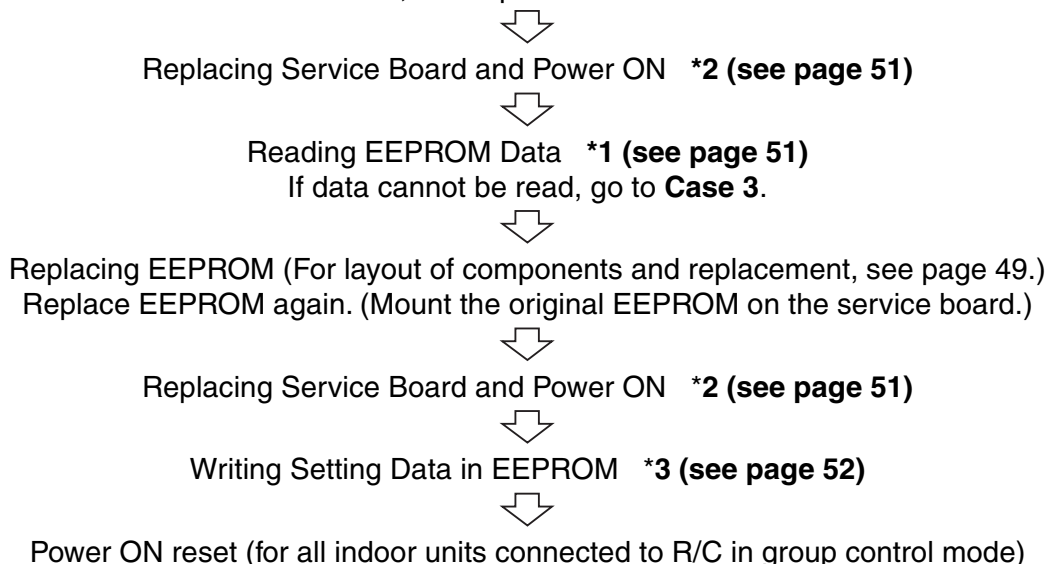 Replacing Service Board and Power ON *2 (see page 51)
Reading EEPROM Data *1 (see page 51)
If data cannot be read, go to Case 3.
Replacing EEPROM (For layout of components and replacement, see page 49.)
Replace EEPROM again. (Mount the original EEPROM on the service board.)
Replacing Service Board and Power ON *2 (see page 51)
Writing Setting Data in EEPROM *3 (see page 52)
Power ON reset (for all indoor units connected to R/C in group control mode)